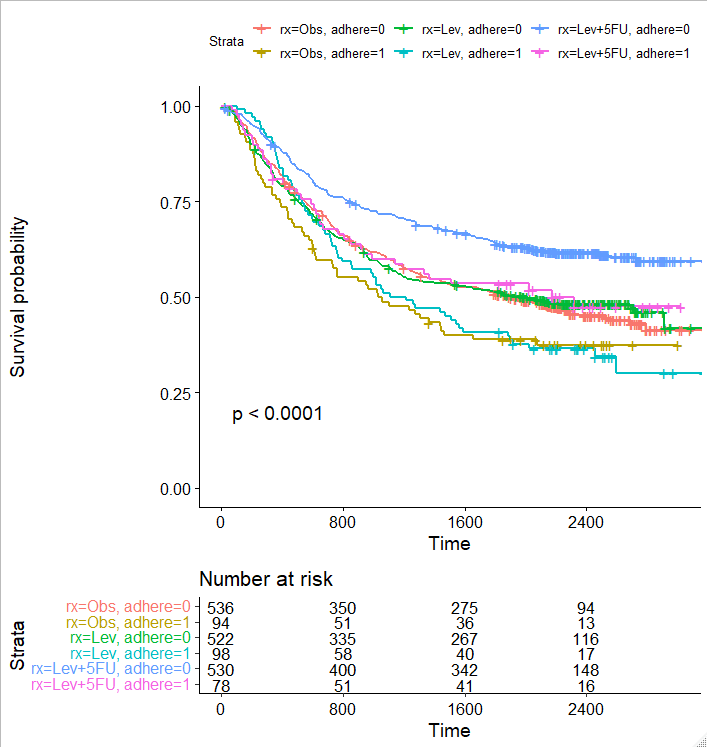 Strata
rx=Obs, adhere=0 rx=Lev, adhere=0 rx=Lev+5FU, adhere=0
rx=Obs, adhere=1 rx=Lev, adhere=1 rx=Lev+5FU, adhere=1
Survival probability
1.00
0.75
0.50
0.25
0.00
p < 0.0001
0 800 1600 2400
Time
Number at risk
Strata
rx=Obs, adhere=0 536 350 275 94
rx=Obs, adhere=1 94 51 36 13
rx=Lev, adhere=0 522 335 267 116
rx=Lev, adhere=1 98 58 40 17
rx=Lev+5FU, adhere=0 530 400 342 148
rx=Lev+5FU, adhere=1 78 51 41 16
0 800 1600 2400
Time